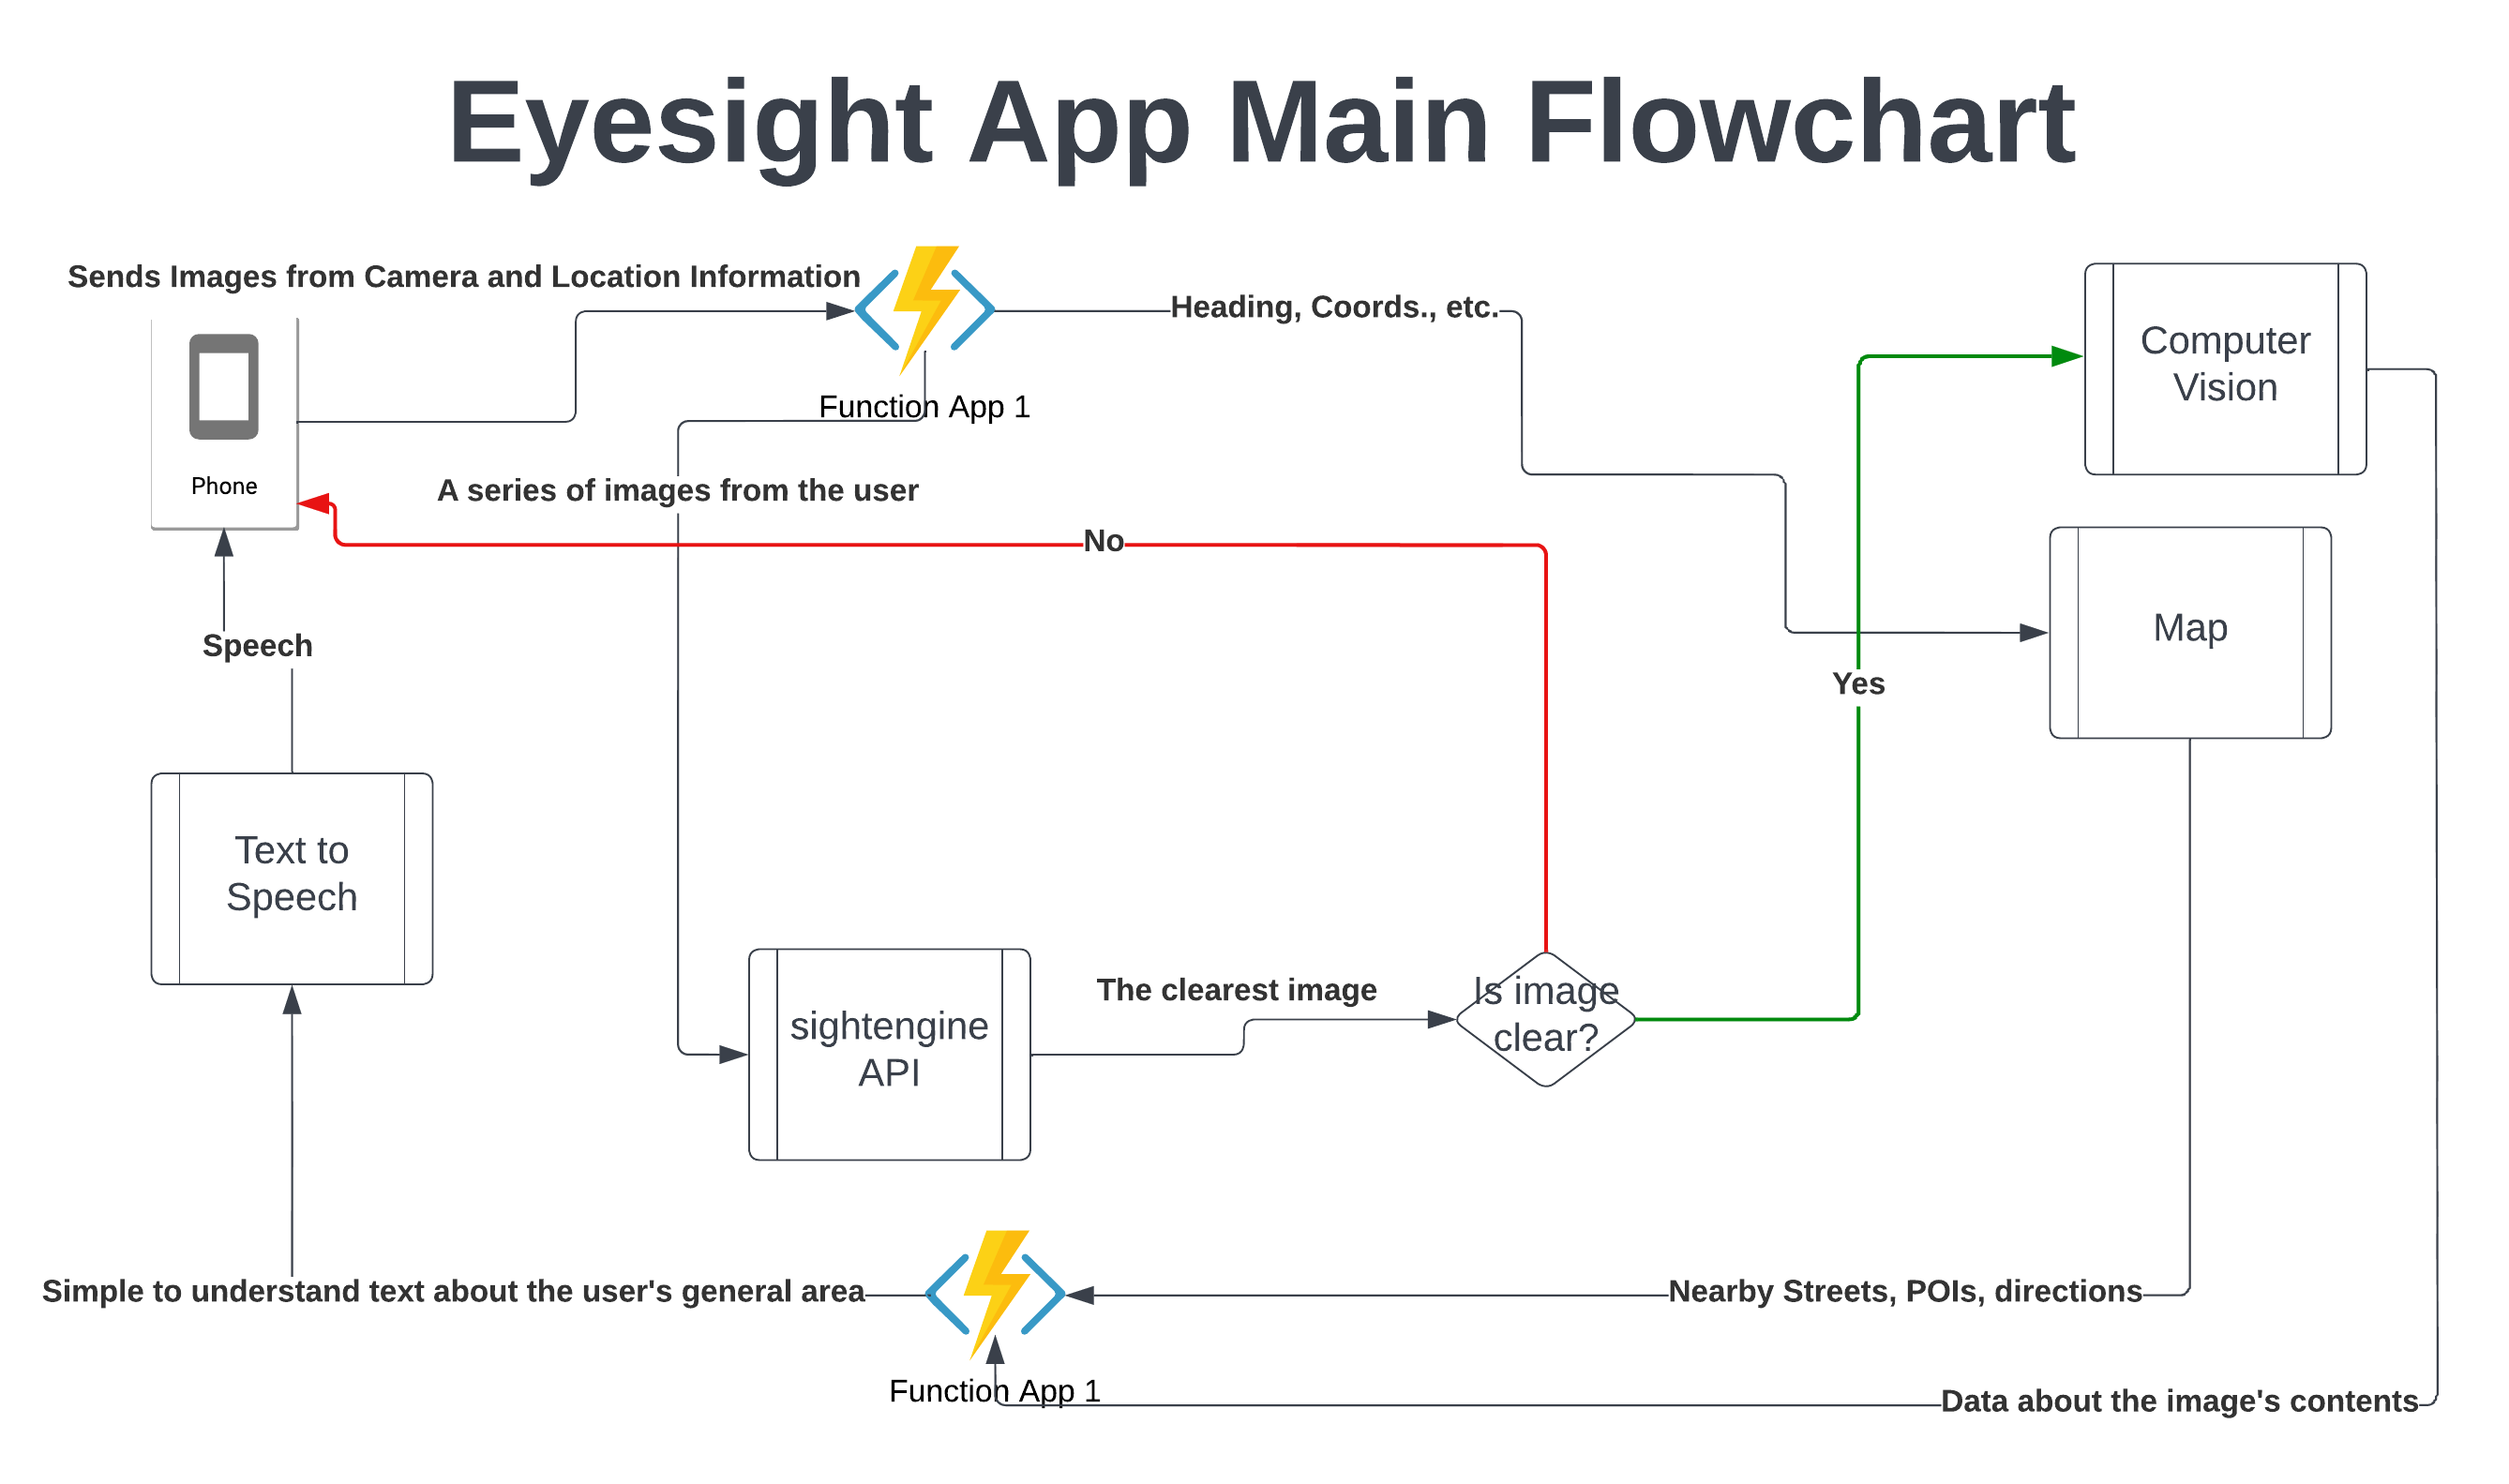 Eyesight App Main Flowchart
Sends Images from Camera and Location Information
Heading, Coords., etc.
Computer
Vision
Function App 1
Phone
A series of images from the user
No
Map
Speech
Yes
Text to
Speech
The clearest image
Is image
clear?
sightengine
API
Simple to understand text about the user's general area
Nearby Streets, POIs, directions
Function App 1
Data about the image's contents